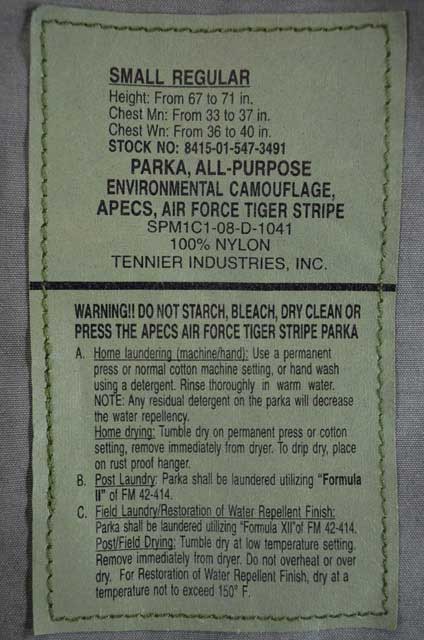 SMALL REGULAR
Height: From 67 to 71 in.
Chest Mn: From 33 to 37 in.
Chest Wn: From 36 to 40 in.
STOCK NO: 8415-01-547-3491
PARKA, ALL-PURPOSE
ENVIRONMENTAL CAMOUFLAGE,
APECS, AIR FORCE TIGER STRIPE
SPM1C1-08-D-1041
100% NYLON
TENNIER INDUSTRIES, INC.
WARNING!! DO NOT STARCH, BLEACH, DRY CLEAN OR
PRESS THE APECS AIR FORCE TIGER STRIPE PARKA
A. Home laundering (machine/hand): Use a permanent
press or normal cotton machine setting, or hand wash
using a detergent. Rinse thoroughly in warm water.
NOTE: Any residual detergent on the parka will decrease
the water repellency.
Home drying: Tumble dry on permanent press or cotton
setting, remove immediately from dryer. To drip dry, place
on rust proof hanger.
B. Post Laundry: Parka shall be laundered utilizing "Formula
II" of FM 42-414.
C. Field Laundry/Restoration of Water Repellent Finish:
Parka shall be laundered utilizing "Formula XII"of FM 42-414.
Post/Field Drying: Tumble dry at low temperature setting.
Remove immediately from dryer. Do not overheat or over
dry. For Restoration of Water Repellent Finish, dry at a
temperature not to exceed 150° F.